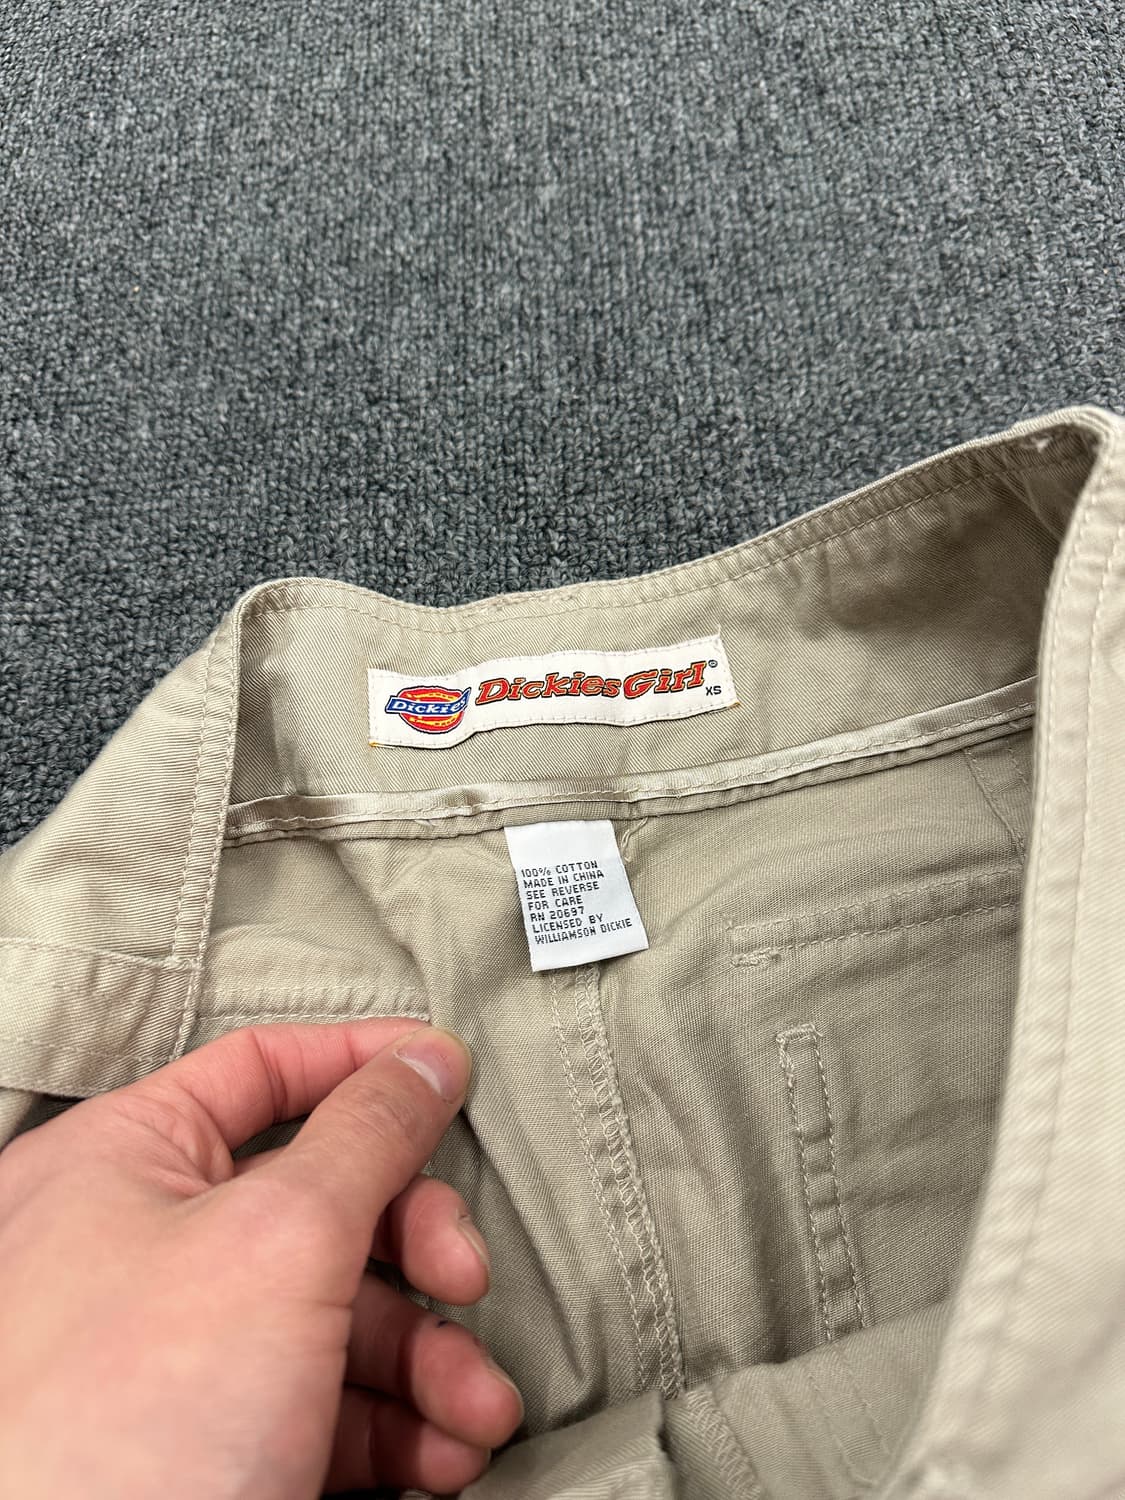 Dickies DickiesGirl®
XS
100% COTTON
MADE IN CHINA
SEE REVERSE
FOR CARE
RN 20697
LICENSED BY
WILLIAMSON DICKIE